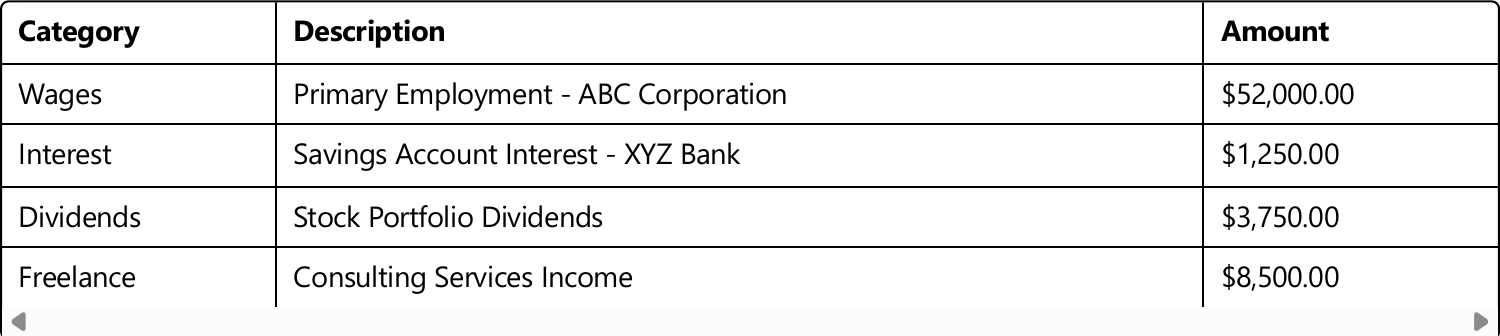 Category Description Amount
Wages Primary Employment - ABC Corporation $52,000.00
Interest Savings Account Interest - XYZ Bank $1,250.00
Dividends Stock Portfolio Dividends $3,750.00
Freelance Consulting Services Income $8,500.00